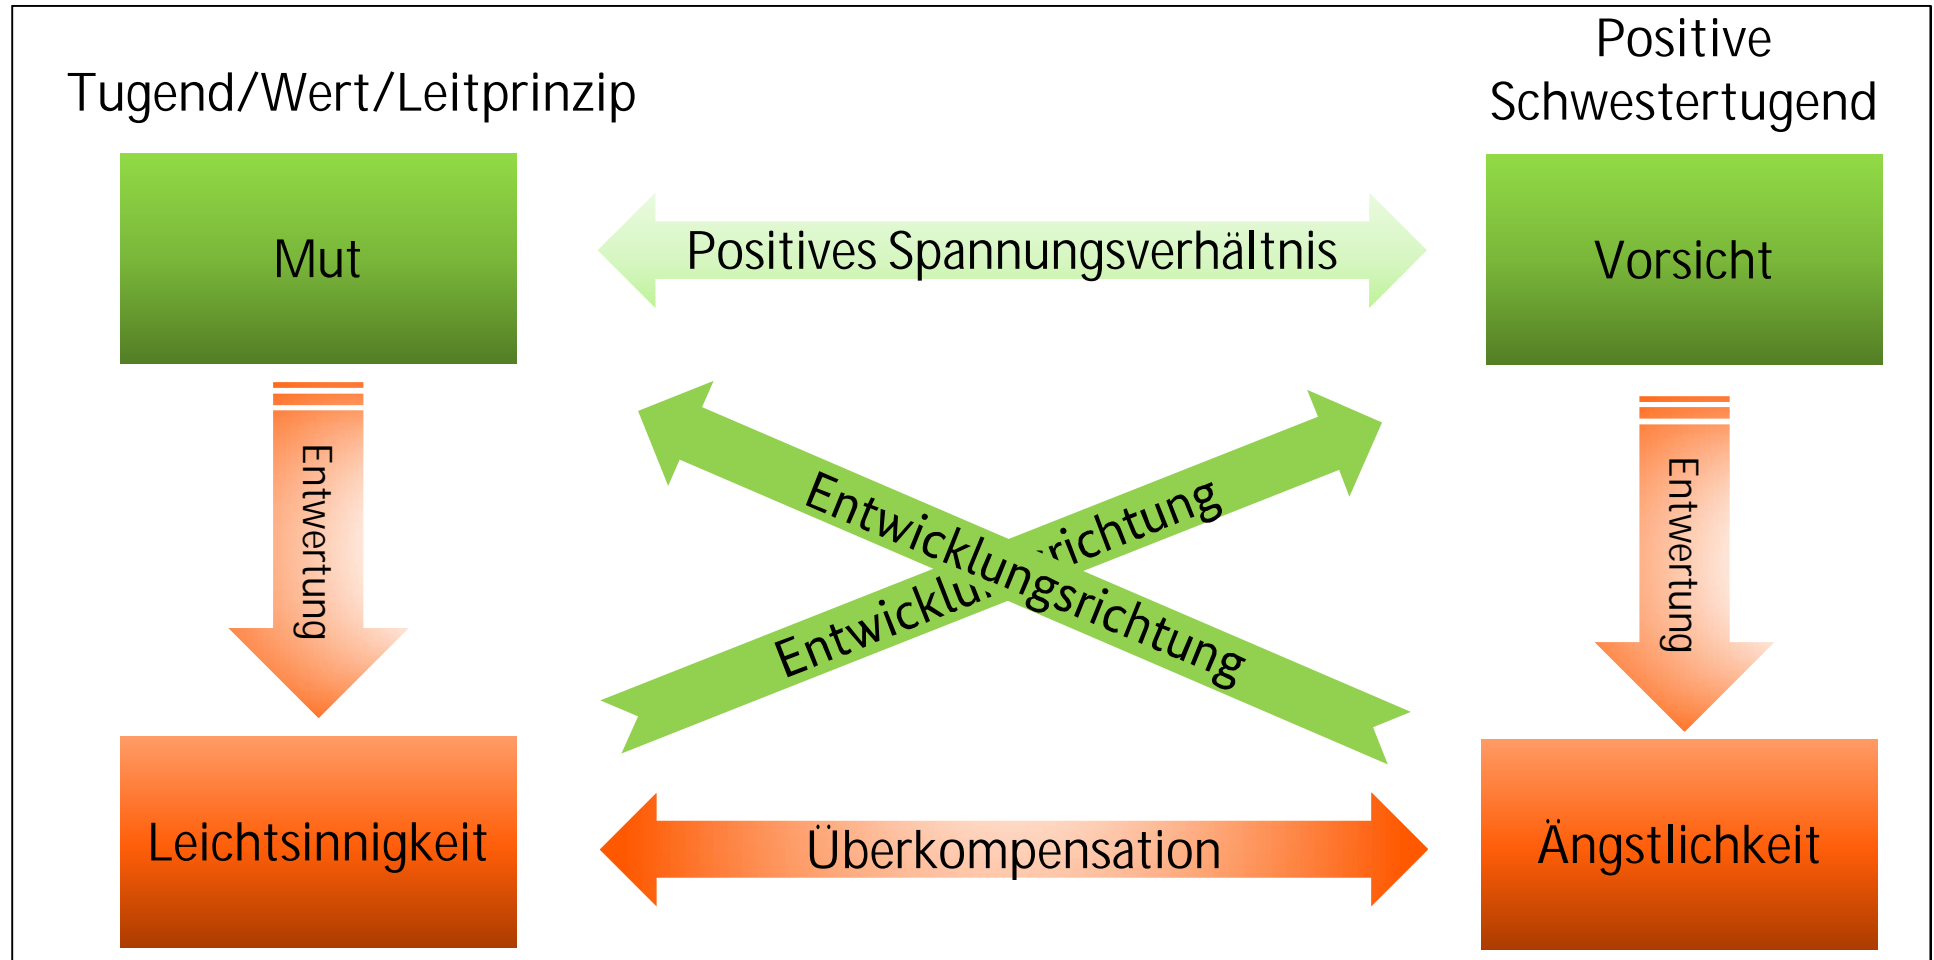 Tugend/Wert/Leitprinzip
Positive
Schwestertugend
Mut
Positives Spannungsverhältnis
Vorsicht
Entwertung
Entwicklungsrichtung
Entwicklungsrichtung
Entwertung
Leichtsinnigkeit
Überkompensation
Ängstlichkeit